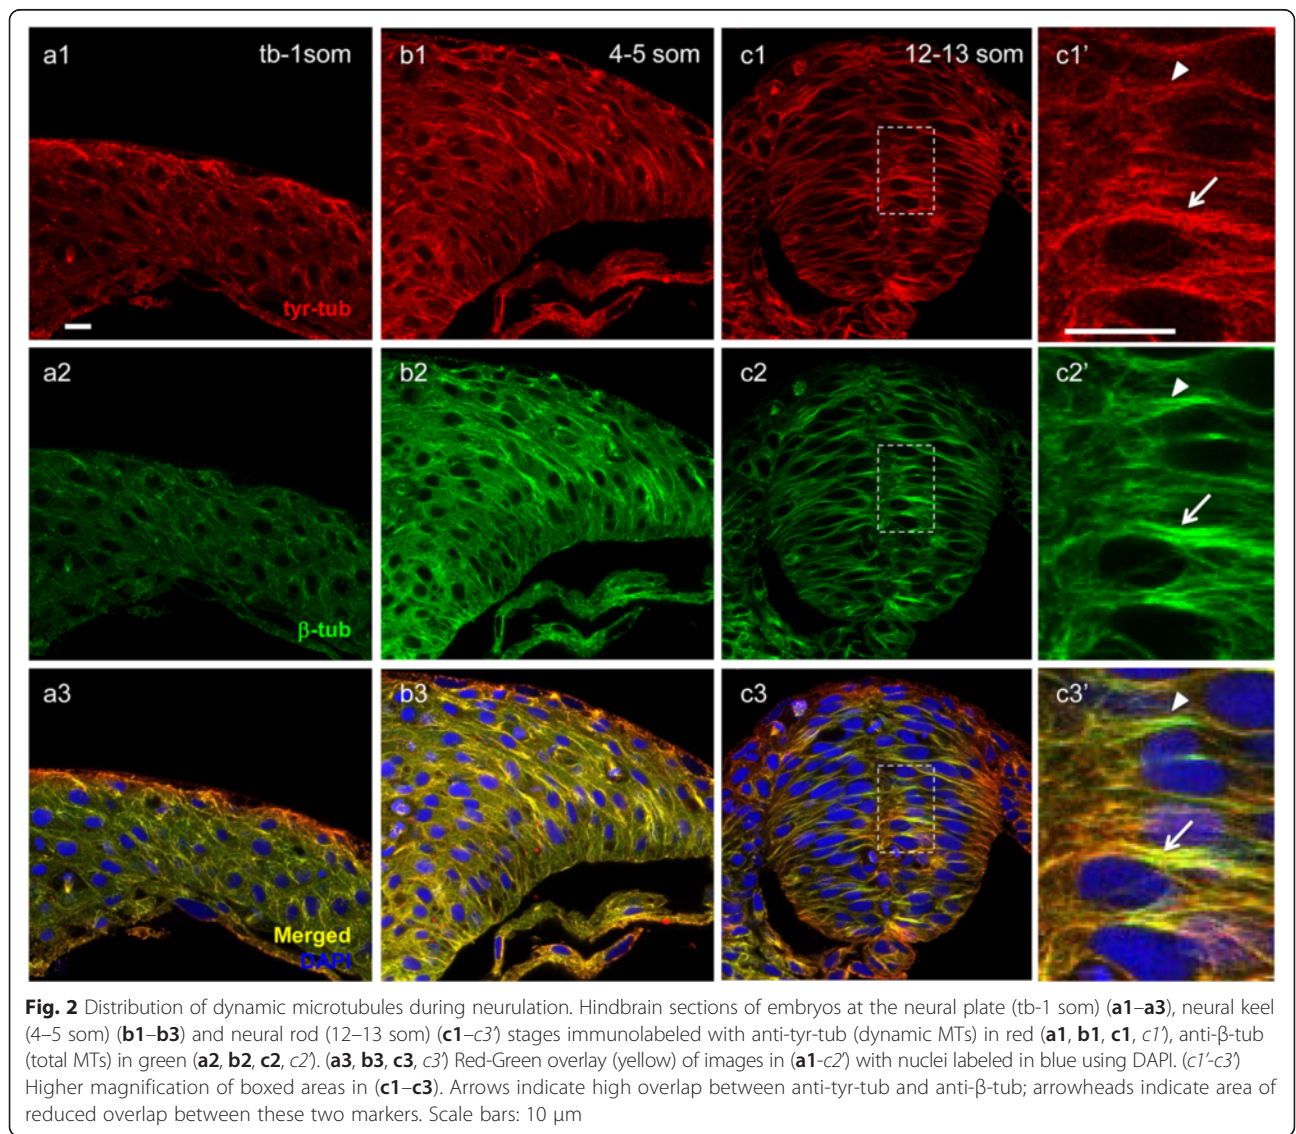 a1 tb-1som b1 4-5 som c1 12-13 som c1’
tyr-tub
a2 b2 c2 c2’
β-tub
a3 b3 c3 c3’
Merged
DAPI
Fig. 2 Distribution of dynamic microtubules during neurulation. Hindbrain sections of embryos at the neural plate (tb-1 som) (a1–a3), neural keel
(4–5 som) (b1–b3) and neural rod (12–13 som) (c1–c3’) stages immunolabeled with anti-tyr-tub (dynamic MTs) in red (a1, b1, c1, c1’), anti-β-tub
(total MTs) in green (a2, b2, c2, c2’). (a3, b3, c3, c3’) Red-Green overlay (yellow) of images in (a1-c2’) with nuclei labeled in blue using DAPI. (c1’-c3’)
Higher magnification of boxed areas in (c1–c3). Arrows indicate high overlap between anti-tyr-tub and anti-β-tub; arrowheads indicate area of
reduced overlap between these two markers. Scale bars: 10 μm